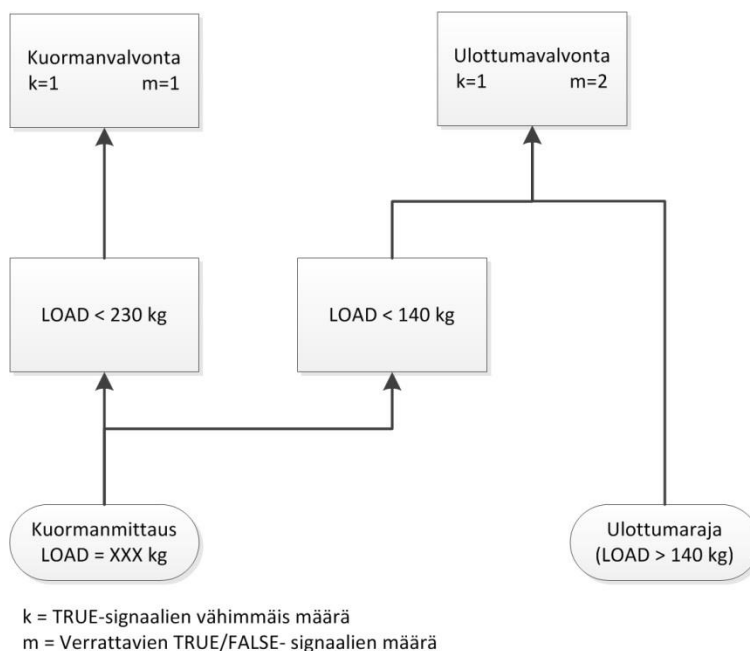 Kuormanvalvonta
k=1 m=1
Ulottumavalvonta
k=1 m=2
LOAD < 230 kg
LOAD < 140 kg
Kuormanmittaus
LOAD = XXX kg
Ulottumaraja
(LOAD > 140 kg)
k = TRUE-signaalien vähimmäis määrä
m = Verrattavien TRUE/FALSE- signaalien määrä